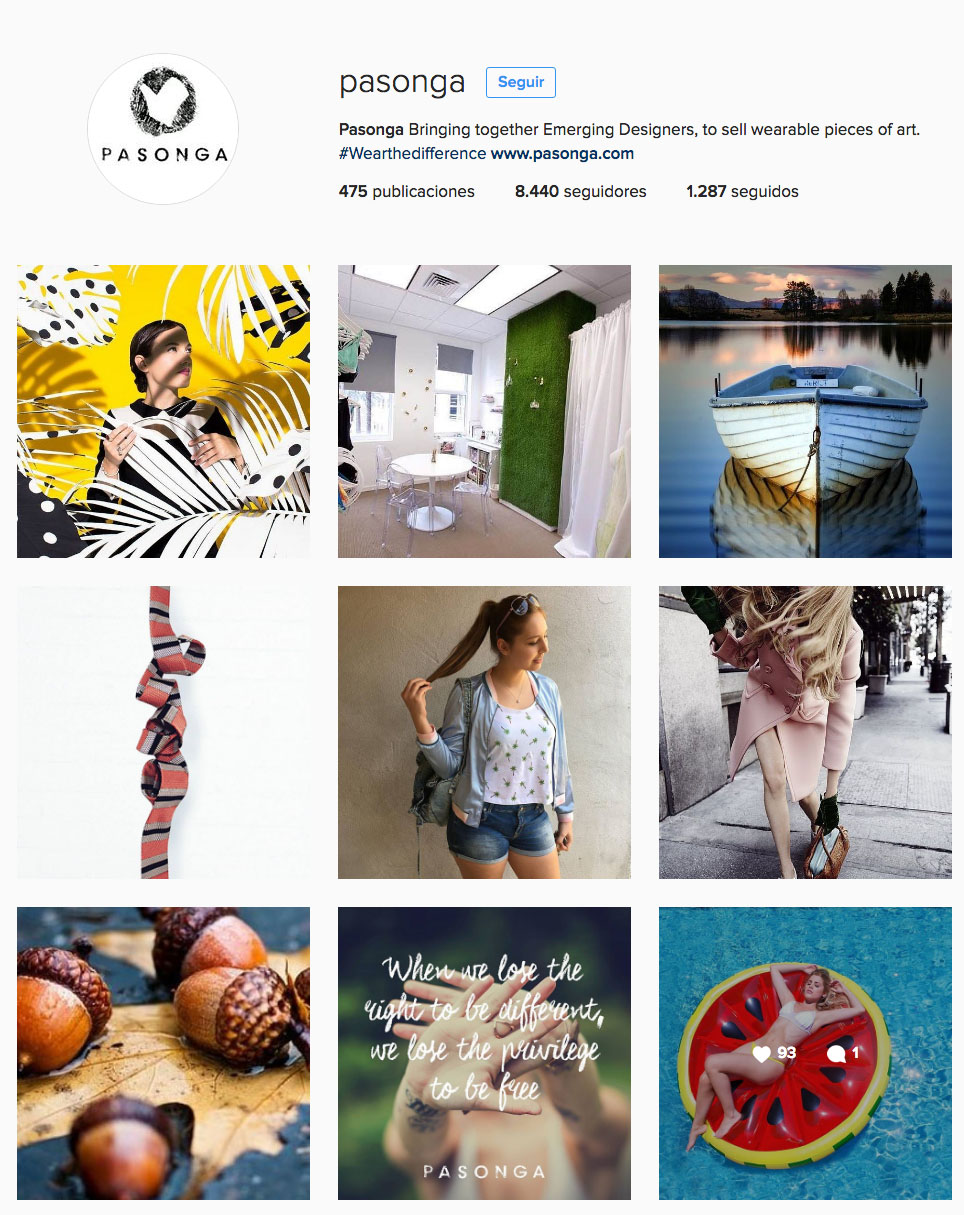 PASONGA
pasonga Seguir
Pasonga Bringing together Emerging Designers, to sell wearable pieces of art.
#Wearthedifference www.pasonga.com
475 publicaciones 8.440 seguidores 1.287 seguidos
When we lose the
right to be different,
we lose the privilege
to be free
PASONGA
93 1